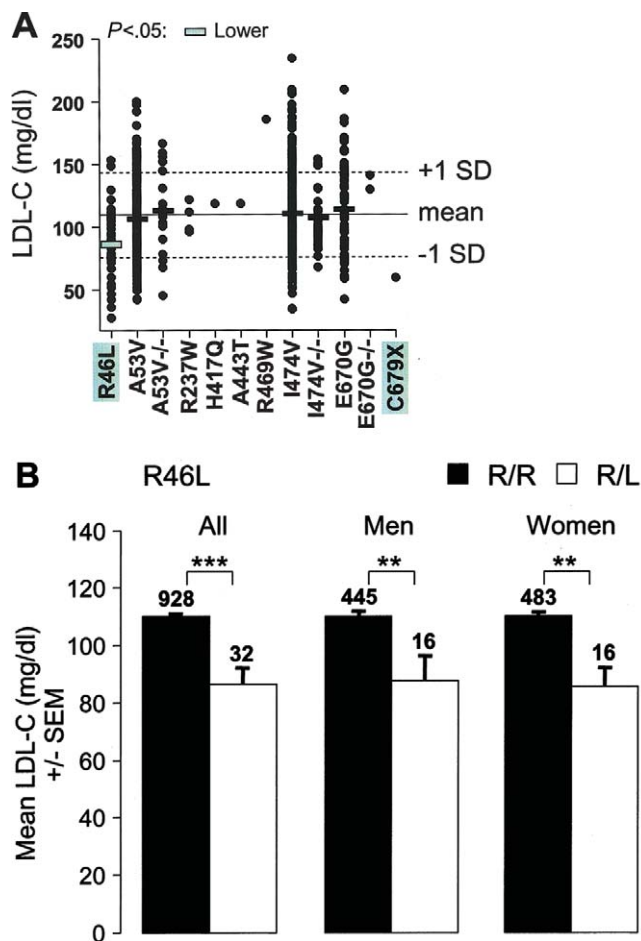 A
P<.05: Lower
LDL-C (mg/dl)
250
200
150
100
50
+1 SD
mean
-1 SD
R46L
A53V
A53V-/-
R237W
H417Q
A443T
R469W
I474V
I474V-/-
E670G
E670G-/-
C679X
B
R46L
R/R R/L
All Men Women
Mean LDL-C (mg/dl)
+/- SEM
140
120
100
80
60
40
20
0
*** ** **
928 32 445 16 483 16